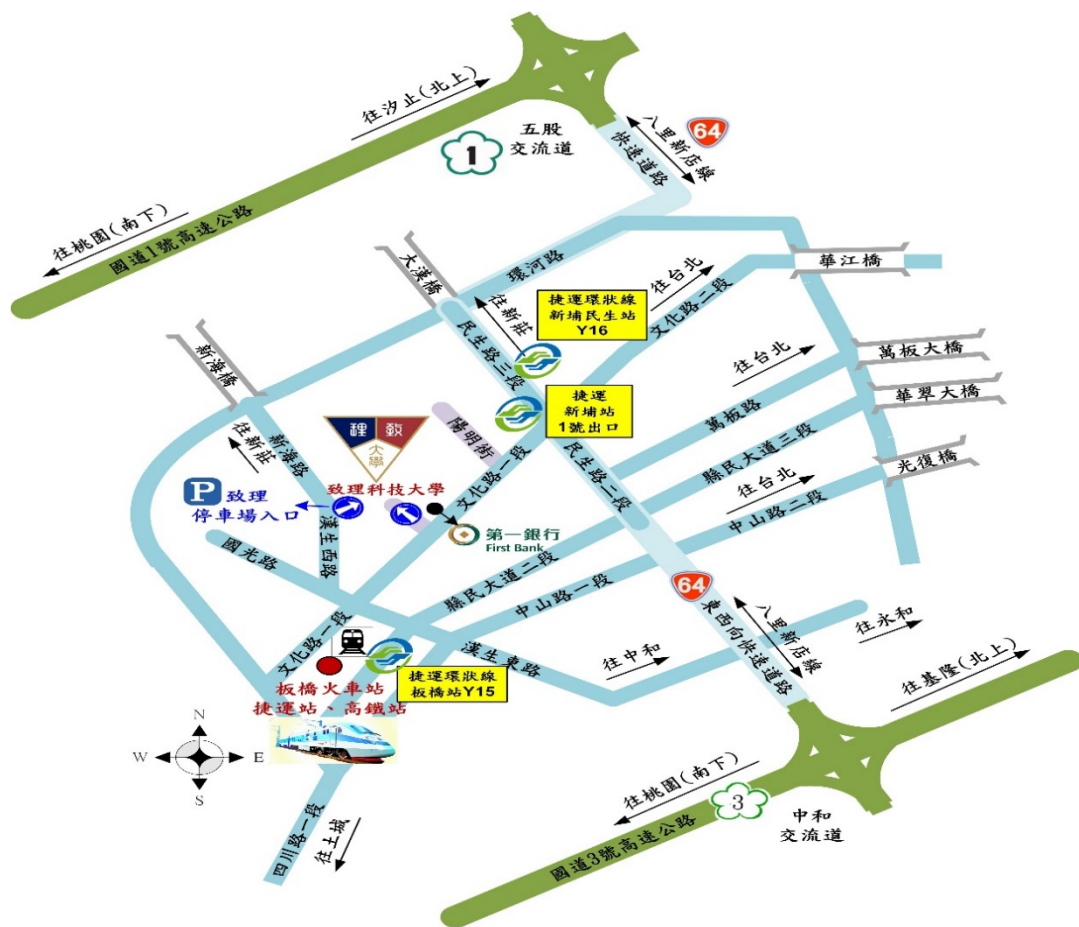 往汐止(北上)
五股
交流道
1
64
八里新店線
快速道路
往桃園(南下)
國道1號高速公路
大漢橋
環河路
往台北
文化路二段
華江橋
捷運環狀線
新埔民生站
Y16
往新莊
民生路三段
新海橋
往台北
萬板大橋
捷運
新埔站
1號出口
萬板路
華翠大橋
陽明街
理
致
大學
往新莊
新海路
文化路一段
民生路二段
縣民大道三段
光復橋
致理科技大學
P
致理
停車場入口
往台北
中山路二段
第一銀行
First Bank
漢生西路
國光路
縣民大道二段
中山路一段
64
東西向快速道路
八里新店線
文化路一段
漢生東路
往中和
往永和
捷運環狀線
板橋站Y15
板橋火車站
捷運站、高鐵站
往基隆(北上)
N
W
E
S
往桃園(南下)
3
中和
交流道
國道3號高速公路
四川路一段
往土城